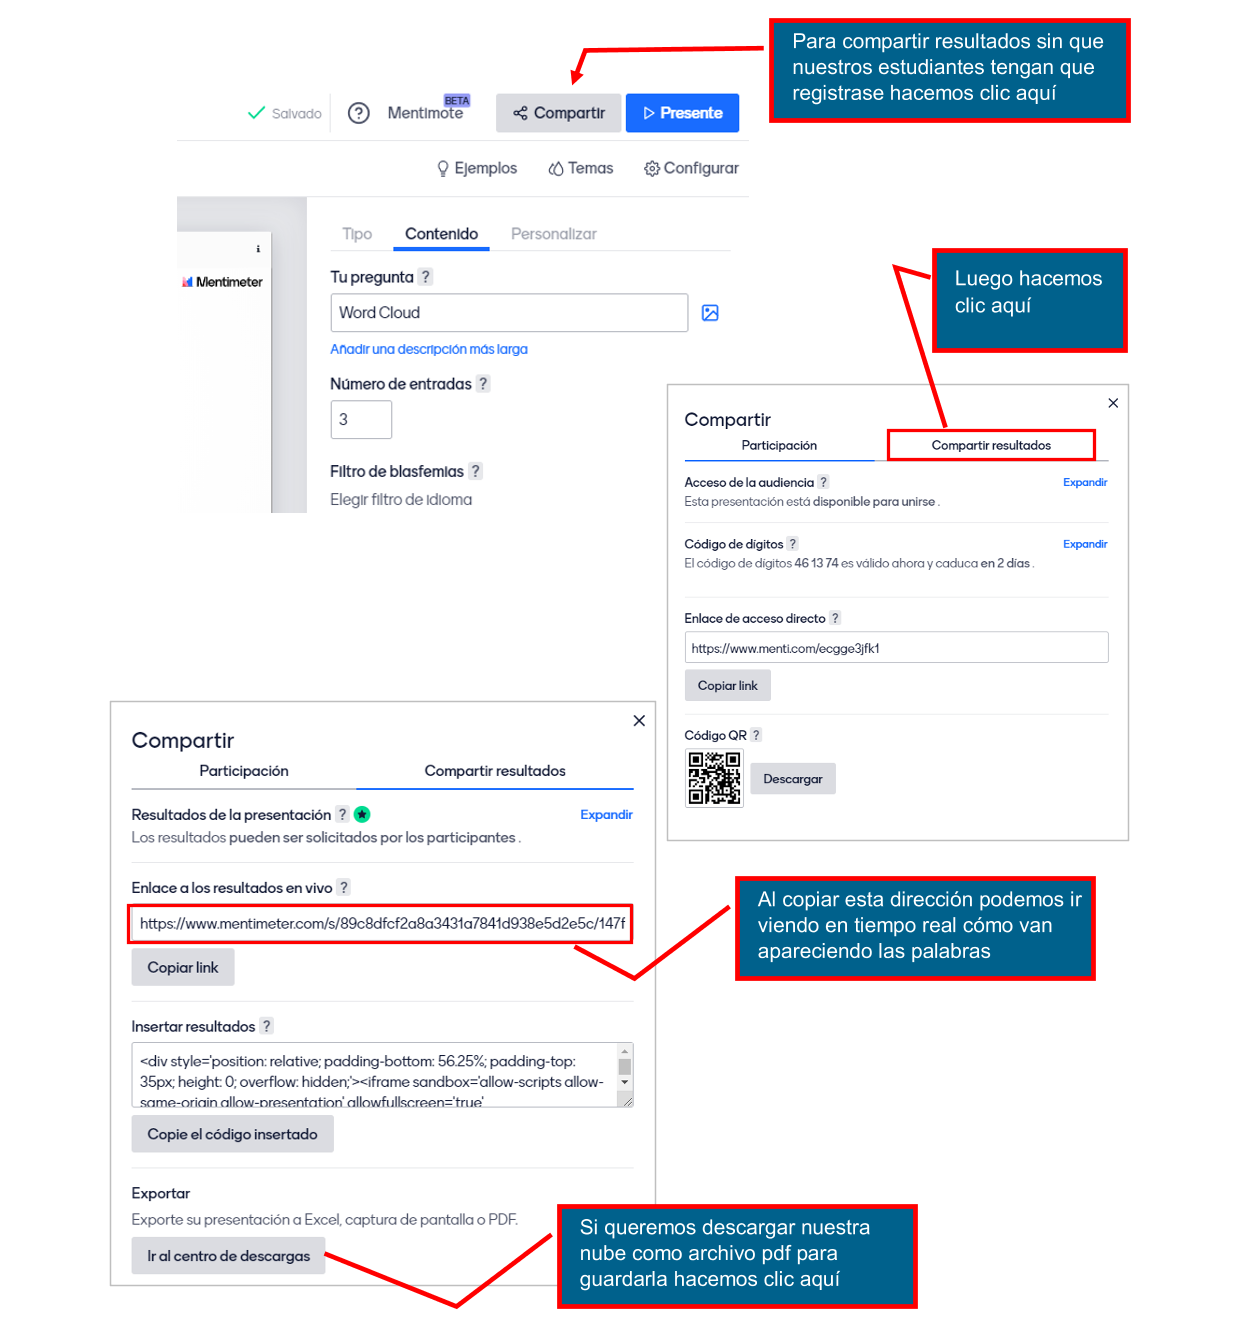 Para compartir resultados sin que
nuestros estudiantes tengan que
registrase hacemos clic aquí
Salvado
?
Mentimote
BETA
Compartir
Presente
Ejemplos
Temas
Configurar
i
Mentimeter
Tipo
Contenido
Personalizar
Tu pregunta ?
Word Cloud
Añadir una descripción más larga
Número de entradas ?
3
Filtro de blasfemias ?
Elegir filtro de idioma
Luego hacemos
clic aquí
Compartir
Participación
Compartir resultados
Acceso de la audiencia ?
Expandir
Esta presentación está disponible para unirse .
Código de dígitos ?
Expandir
El código de dígitos 46 13 74 es válido ahora y caduca en 2 días .
Enlace de acceso directo ?
https://www.menti.com/ecgge3jfk1
Copiar link
Código QR ?
Descargar
Compartir
Participación
Compartir resultados
Resultados de la presentación ?
Expandir
Los resultados pueden ser solicitados por los participantes .
Enlace a los resultados en vivo ?
https://www.mentimeter.com/s/89c8dfcf2a8a3431a7841d938e5d2e5c/147f
Copiar link
Al copiar esta dirección podemos ir
viendo en tiempo real cómo van
apareciendo las palabras
Insertar resultados ?
<div style='position: relative; padding-bottom: 56.25%; padding-top:
35px; height: 0; overflow: hidden;'><iframe sandbox='allow-scripts allow-
same-origin allow-presentation' allowfullscreen='true'
Copie el código insertado
Exportar
Exporte su presentación a Excel, captura de pantalla o PDF.
Ir al centro de descargas
Si queremos descargar nuestra
nube como archivo pdf para
guardarla hacemos clic aquí